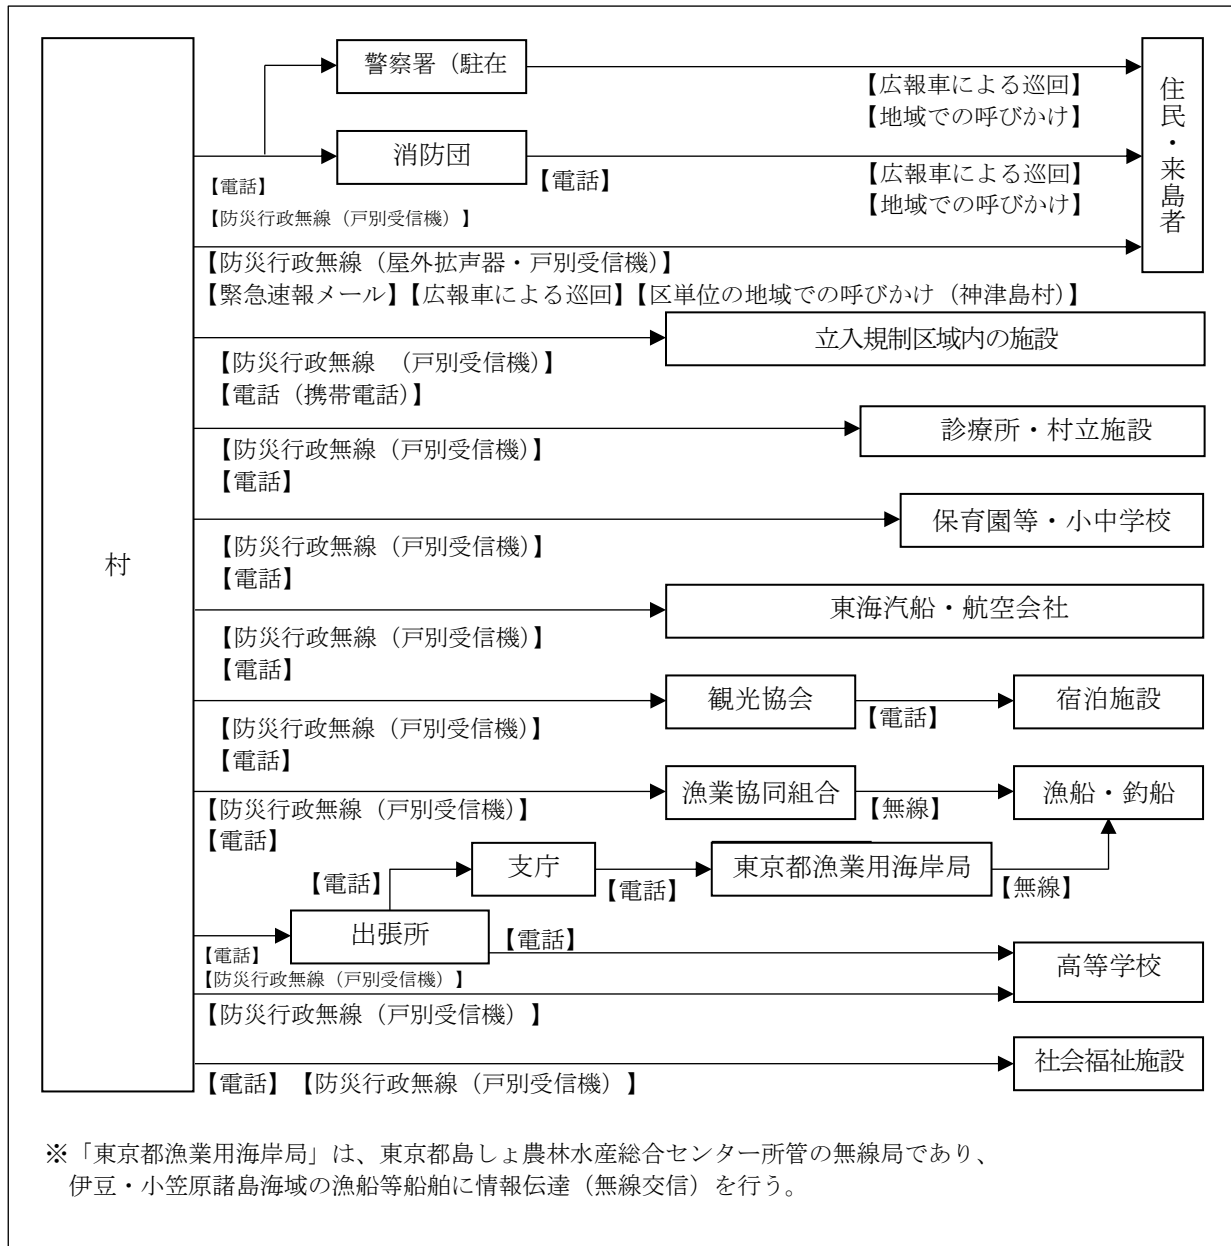 警察署（駐在
【広報車による巡回】
【地域での呼びかけ】
住民・来島者
消防団
【電話】
【防災行政無線（戸別受信機）】
【電話】
【広報車による巡回】
【地域での呼びかけ】
【防災行政無線（屋外拡声器・戸別受信機）】
【緊急速報メール】【広報車による巡回】【区単位の地域での呼びかけ（神津島村）】
立入規制区域内の施設
【防災行政無線　（戸別受信機）】
【電話（携帯電話）】
診療所・村立施設
【防災行政無線（戸別受信機）】
【電話】
保育園等・小中学校
【防災行政無線（戸別受信機）】
【電話】
村
東海汽船・航空会社
【防災行政無線（戸別受信機）】
【電話】
観光協会
【電話】
宿泊施設
【防災行政無線（戸別受信機）】
【電話】
漁業協同組合
【無線】
漁船・釣船
【防災行政無線（戸別受信機）】
【電話】
【電話】
支庁
【電話】
東京都漁業用海岸局
【無線】
出張所
【電話】
【電話】
【防災行政無線（戸別受信機）】
高等学校
【防災行政無線（戸別受信機）】
社会福祉施設
【電話】【防災行政無線（戸別受信機）】
※「東京都漁業用海岸局」は、東京都島しょ農林水産総合センター所管の無線局であり、
伊豆・小笠原諸島海域の漁船等船舶に情報伝達（無線交信）を行う。